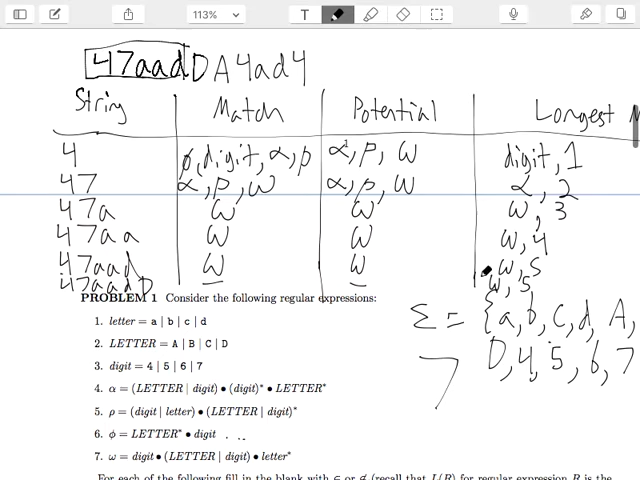 113%
T
47aadDA4ad4
String Match Potential Longest
4 φ, digit, α, ρ α, ρ, ω digit, 1
47 α, ρ, ω α, ρ, ω α, 2
47a ω ω ω, 3
47aa ω ω ω, 4
47aad ω ω ω, 5
47aadD – – ω, 5
PROBLEM 1 Consider the following regular expressions:
1. letter = a | b | c | d
2. LETTER = A | B | C | D
3. digit = 4 | 5 | 6 | 7
4. α = (LETTER | digit) • (digit)* • LETTER*
5. ρ = (digit | letter) • (LETTER | digit)*
6. φ = LETTER* • digit ...
7. ω = digit • (LETTER | digit) • letter*
Σ = {a, b, C, d, A,
D, 4, 5, 6, 7
For each of the following fill in the blank with ∈ or ∉ (recall that L(R) for regular expression R is the